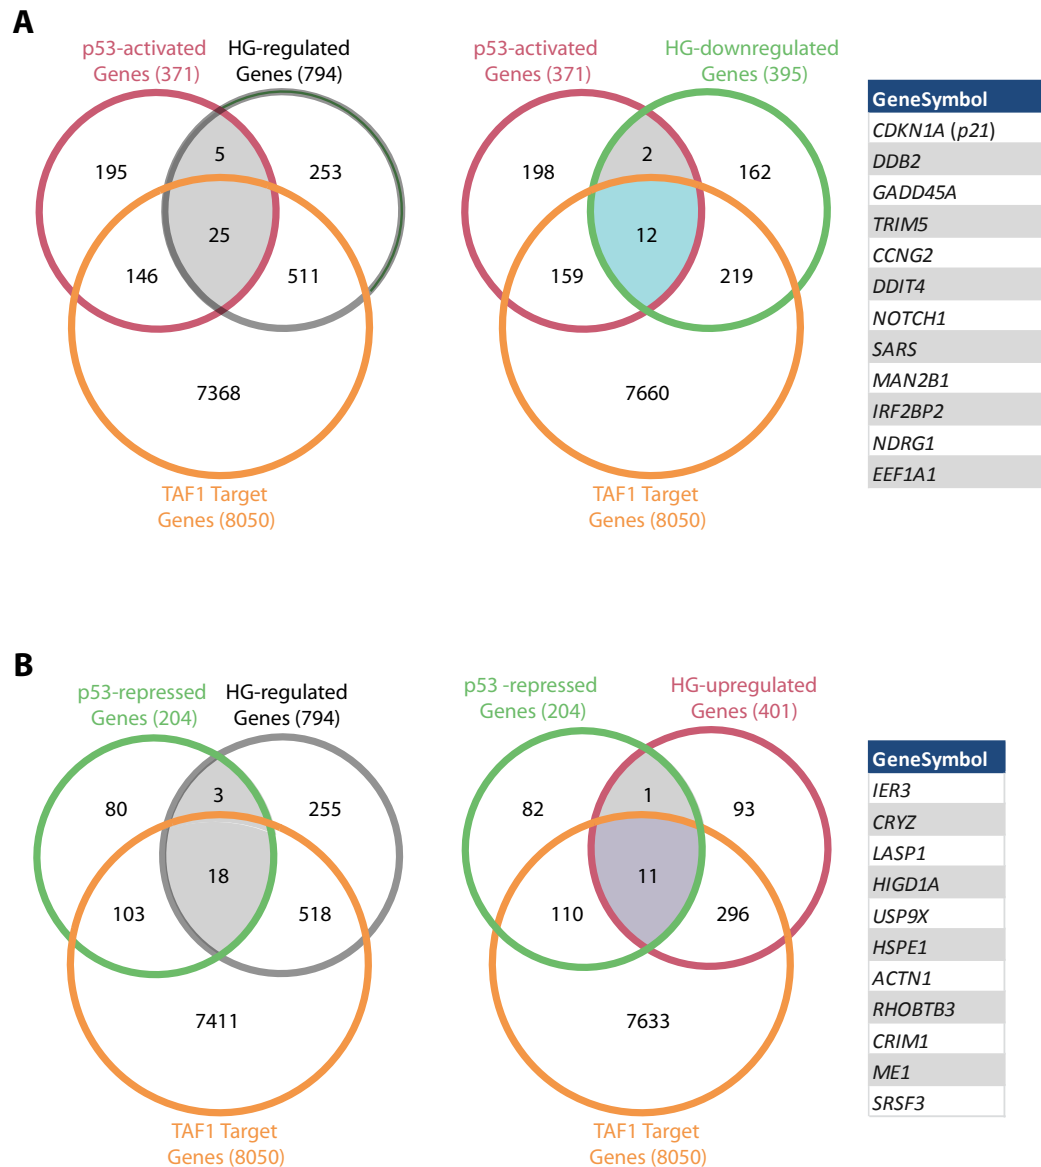 A
p53-activated
Genes (371)
HG-regulated
Genes (794)
5
195
253
25
146
511
7368
TAF1 Target
Genes (8050)
p53-activated
Genes (371)
HG-downregulated
Genes (395)
2
198
162
12
159
219
7660
TAF1 Target
Genes (8050)
GeneSymbol
CDKN1A (p21)
DDB2
GADD45A
TRIM5
CCNG2
DDIT4
NOTCH1
SARS
MAN2B1
IRF2BP2
NDRG1
EEF1A1
B
p53-repressed
Genes (204)
HG-regulated
Genes (794)
3
80
255
18
103
518
7411
TAF1 Target
Genes (8050)
p53 -repressed
Genes (204)
HG-upregulated
Genes (401)
1
82
93
11
110
296
7633
TAF1 Target
Genes (8050)
GeneSymbol
IER3
CRYZ
LASP1
HIGD1A
USP9X
HSPE1
ACTN1
RHOBTB3
CRIM1
ME1
SRSF3